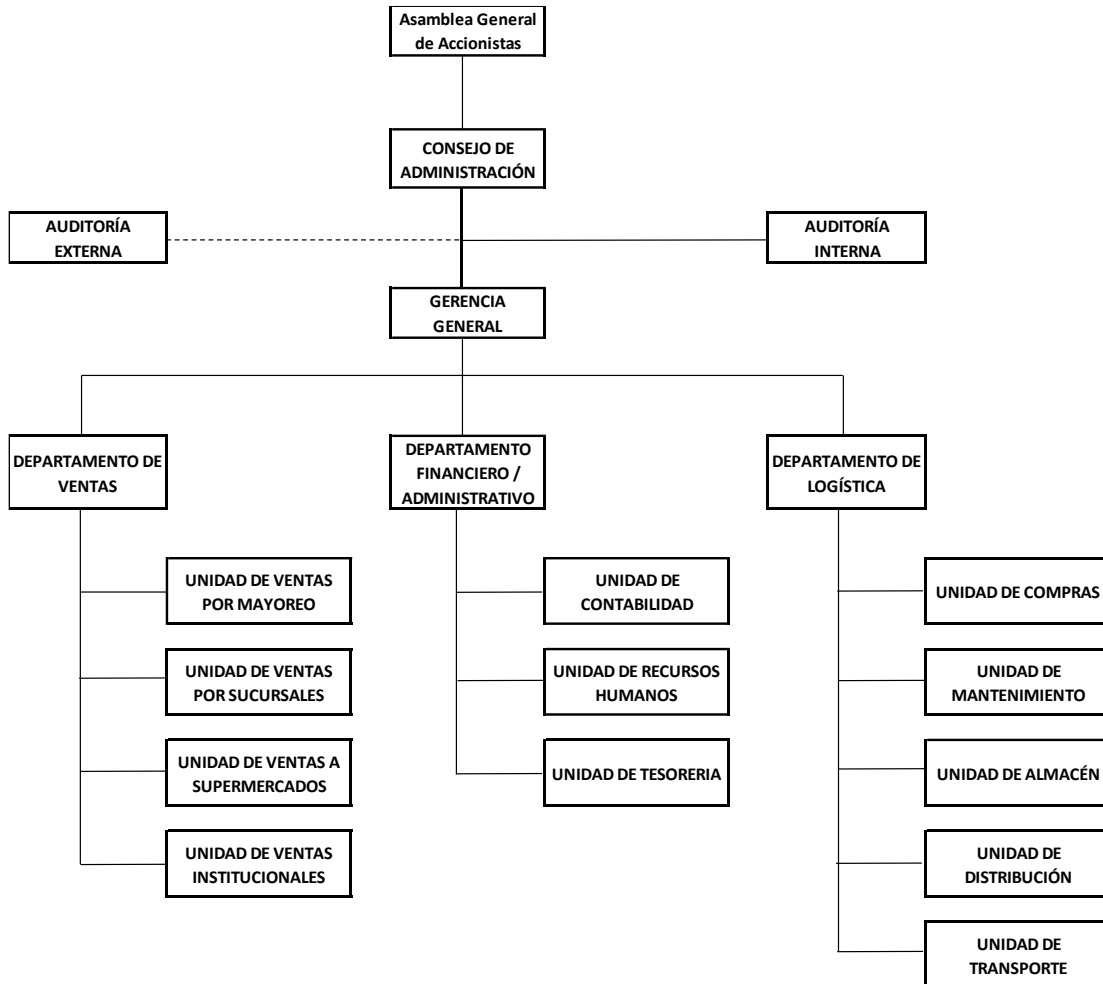 Asamblea General
de Accionistas
CONSEJO DE
ADMINISTRACIÓN
AUDITORÍA
EXTERNA
AUDITORÍA
INTERNA
GERENCIA
GENERAL
DEPARTAMENTO DE
VENTAS
DEPARTAMENTO
FINANCIERO /
ADMINISTRATIVO
DEPARTAMENTO DE
LOGÍSTICA
UNIDAD DE VENTAS
POR MAYOREO
UNIDAD DE VENTAS
POR SUCURSALES
UNIDAD DE VENTAS A
SUPERMERCADOS
UNIDAD DE VENTAS
INSTITUCIONALES
UNIDAD DE
CONTABILIDAD
UNIDAD DE RECURSOS
HUMANOS
UNIDAD DE TESORERIA
UNIDAD DE COMPRAS
UNIDAD DE
MANTENIMIENTO
UNIDAD DE ALMACÉN
UNIDAD DE
DISTRIBUCIÓN
UNIDAD DE
TRANSPORTE